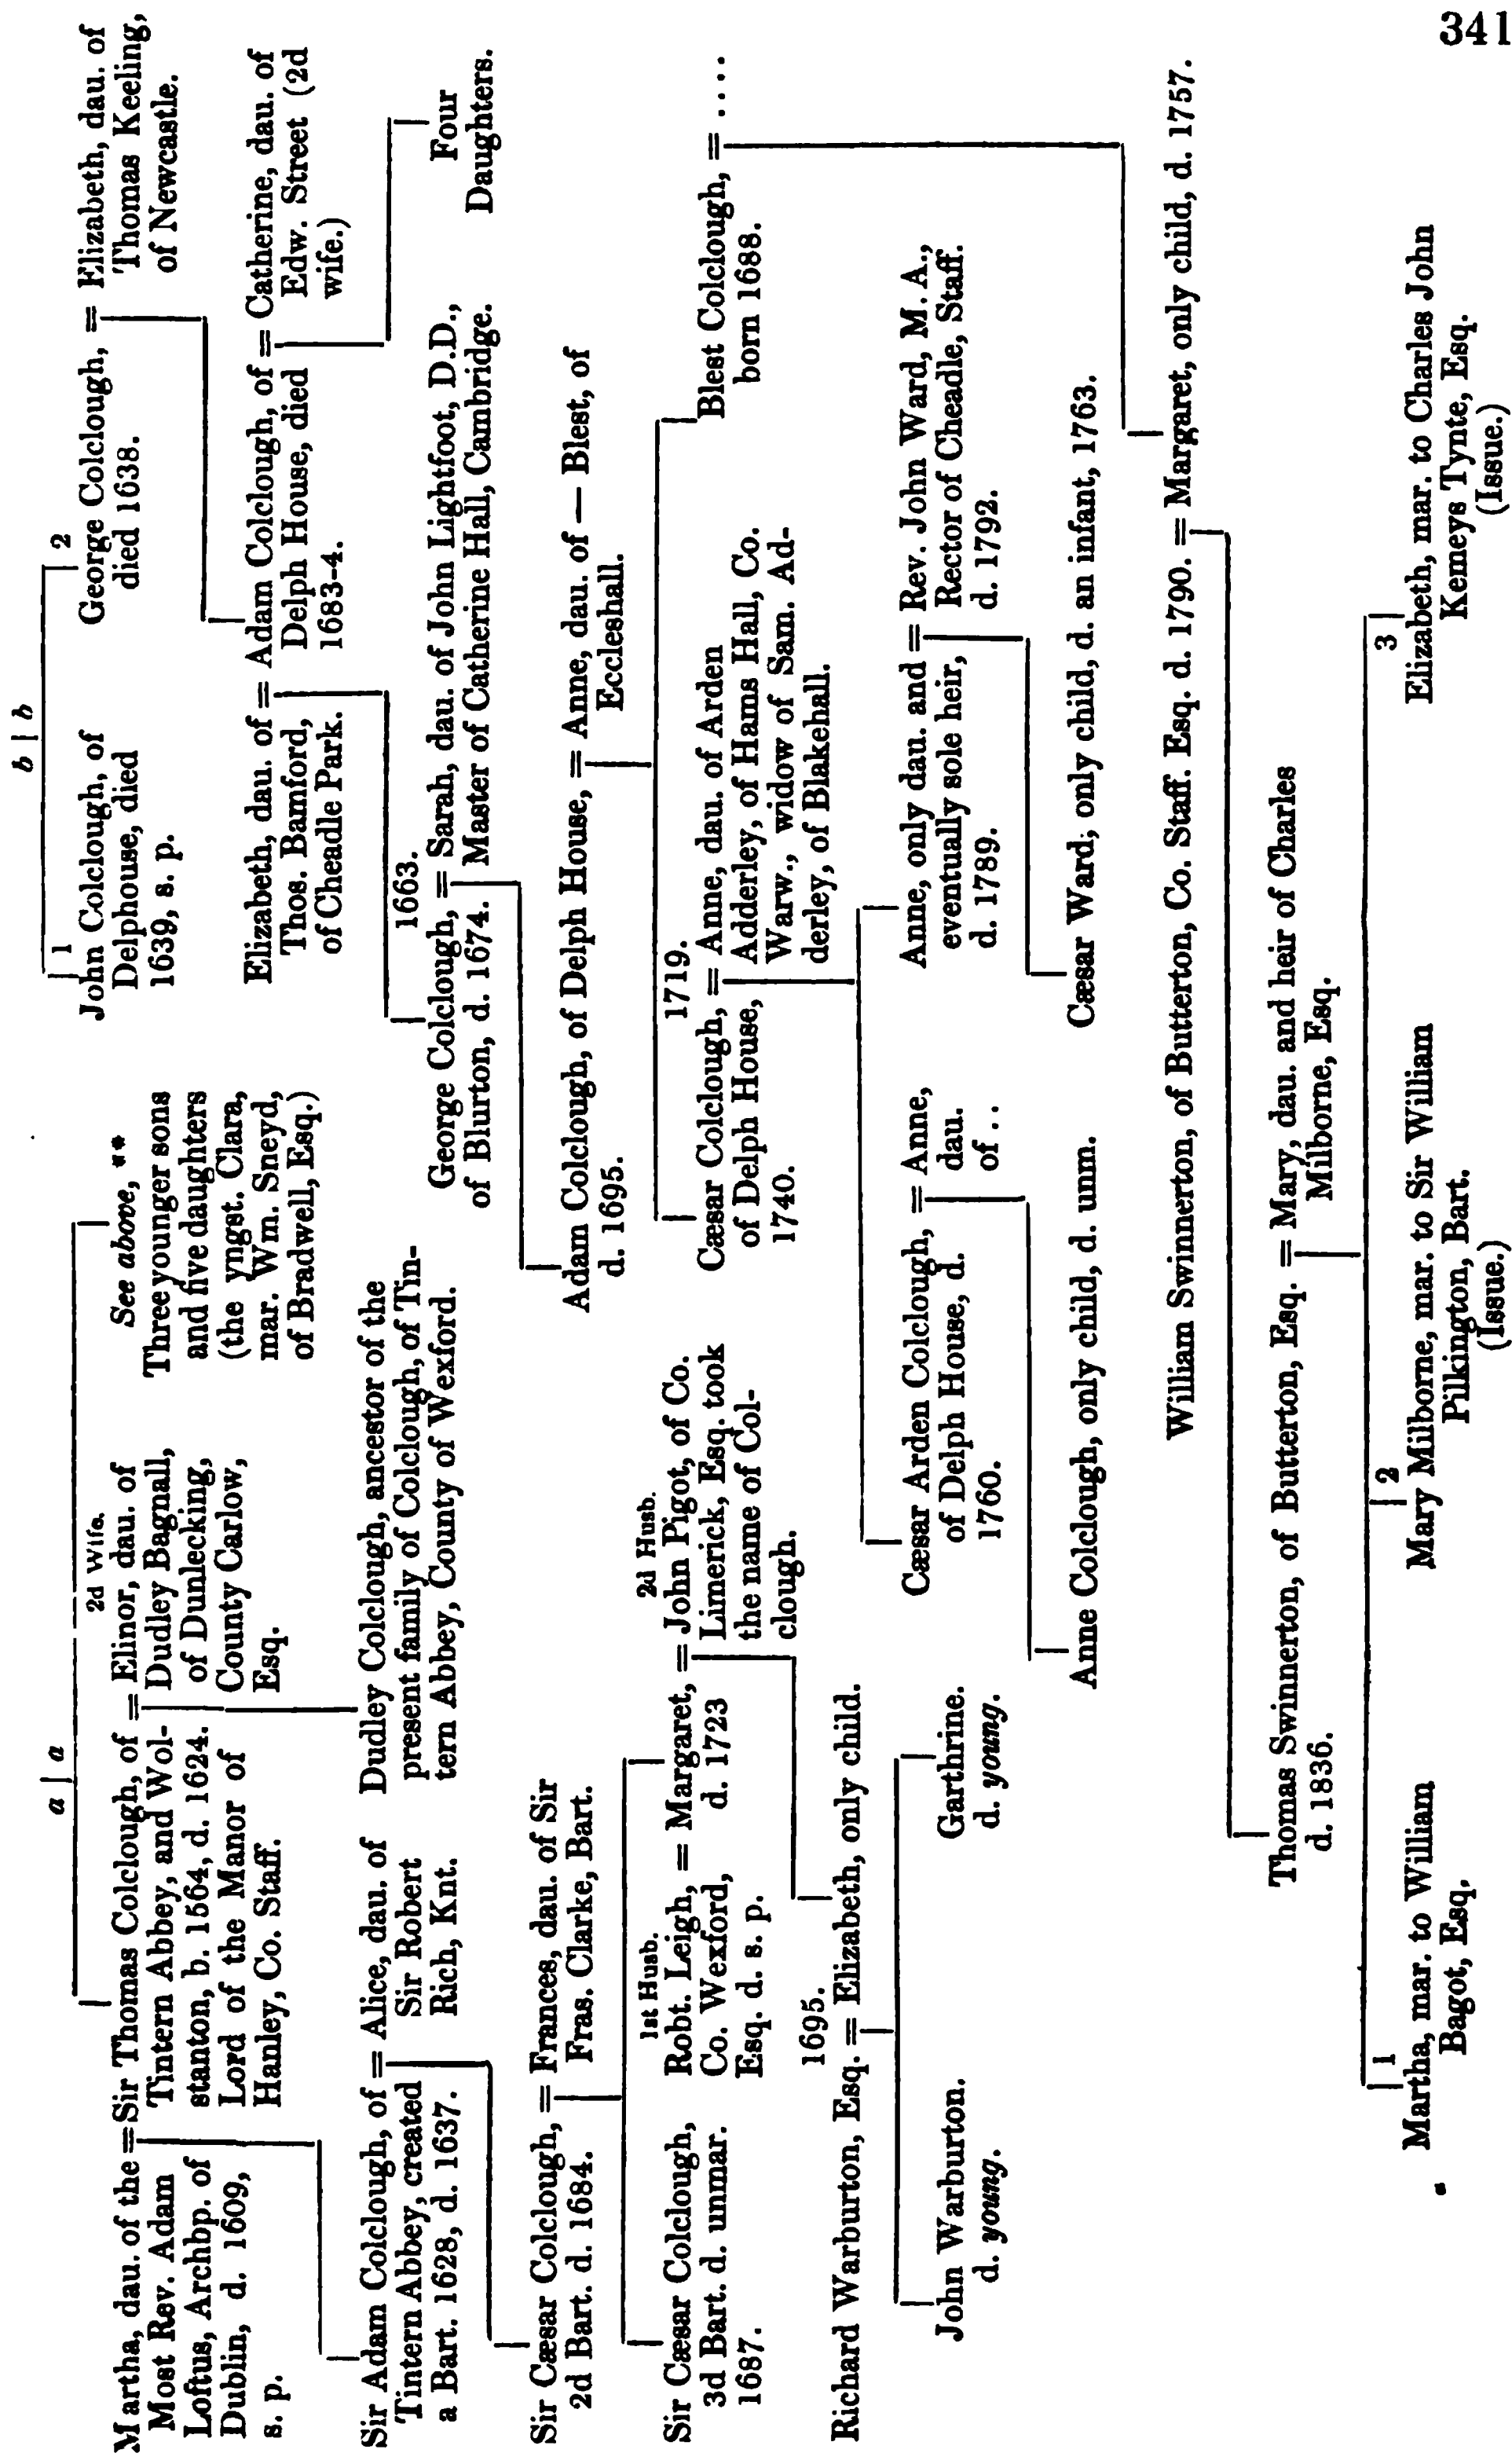 341
a | a
b | b
2d Wife.
Martha, dau. of the =
Most Rev. Adam
Loftus, Archbp. of
Dublin, d. 1609,
s. p.
Sir Thomas Colclough, of =
Tintern Abbey, and Wol-
stanton, b. 1564, d. 1624.
Lord of the Manor of
Hanley, Co. Staff.
Elinor, dau. of
Dudley Bagnall,
of Dunlecking,
County Carlow,
Esq.
See above, **
Three younger sons
and five daughters
(the yngst. Clara,
mar. Wm. Sneyd,
of Bradwell, Esq.)
1
John Colclough, of
Delphouse, died
1639, s. p.
2
George Colclough, =
died 1638.
Elizabeth, dau. of
Thomas Keeling,
of Newcastle.
Sir Adam Colclough, of =
Tintern Abbey, created
a Bart. 1628, d. 1637.
Alice, dau. of
Sir Robert
Rich, Knt.
Dudley Colclough, ancestor of the
present family of Colclough, of Tin-
tern Abbey, County of Wexford.
Elizabeth, dau. of =
Thos. Bamford,
of Cheadle Park.
Adam Colclough, of =
Delph House, died
1683-4.
Catherine, dau. of
Edw. Street (2d
wife.)
1663.
George Colclough, =
of Blurton, d. 1674.
Sarah, dau. of John Lightfoot, D.D.,
Master of Catherine Hall, Cambridge.
Four
Daughters.
Sir Cæsar Colclough, =
2d Bart. d. 1684.
Frances, dau. of Sir
Fras. Clarke, Bart.
Adam Colclough, of Delph House, =
d. 1695.
Anne, dau. of — Blest, of
Eccleshall.
Sir Cæsar Colclough,
3d Bart. d. unmar.
1687.
1st Husb.
Robt. Leigh, =
Co. Wexford,
Esq. d. s. p.
Margaret, =
d. 1723
2d Husb.
John Pigot, of Co.
Limerick, Esq. took
the name of Col-
clough.
1719.
Cæsar Colclough, =
of Delph House,
1740.
Anne, dau. of Arden
Adderley, of Hams Hall, Co.
Warw., widow of Sam. Ad-
derley, of Blakehall.
Blest Colclough, = ....
born 1688.
1695.
Richard Warburton, Esq. = Elizabeth, only child.
Cæsar Arden Colclough, =
of Delph House, d.
1760.
Anne,
dau.
of ..
Anne, only dau. and =
eventually sole heir,
d. 1789.
Rev. John Ward, M. A.,
Rector of Cheadle, Staff.
d. 1792.
John Warburton.
d. young.
Garthrine.
d. young.
Anne Colclough, only child, d. unm.
Cæsar Ward, only child, d. an infant, 1763.
William Swinnerton, of Butterton, Co. Staff. Esq. d. 1790. = Margaret, only child, d. 1757.
Thomas Swinnerton, of Butterton, Esq. =
d. 1836.
Mary, dau. and heir of Charles
Milborne, Esq.
1
Martha, mar. to William
Bagot, Esq,
2
Mary Milborne, mar. to Sir William
Pilkington, Bart.
(Issue.)
3
Elizabeth, mar. to Charles John
Kemeys Tynte, Esq.
(Issue.)